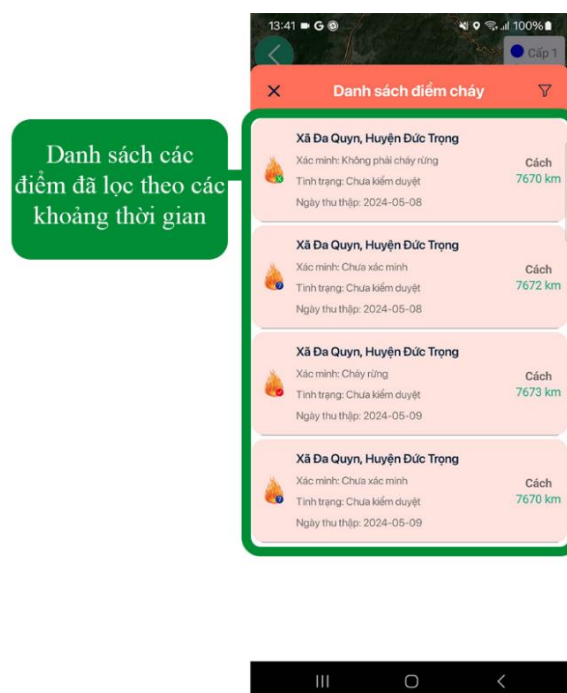 13:41 G 100%
Cấp 1
Danh sách điểm cháy
Danh sách các
điểm đã lọc theo các
khoảng thời gian
Xã Đa Quyn, Huyện Đức Trọng
Xác minh: Không phải cháy rừng
Tình trạng: Chưa kiểm duyệt
Ngày thu thập: 2024-05-08
Cách
7670 km
Xã Đa Quyn, Huyện Đức Trọng
Xác minh: Chưa xác minh
Tình trạng: Chưa kiểm duyệt
Ngày thu thập: 2024-05-08
Cách
7672 km
Xã Đa Quyn, Huyện Đức Trọng
Xác minh: Cháy rừng
Tình trạng: Chưa kiểm duyệt
Ngày thu thập: 2024-05-09
Cách
7673 km
Xã Đa Quyn, Huyện Đức Trọng
Xác minh: Chưa xác minh
Tình trạng: Chưa kiểm duyệt
Ngày thu thập: 2024-05-09
Cách
7670 km